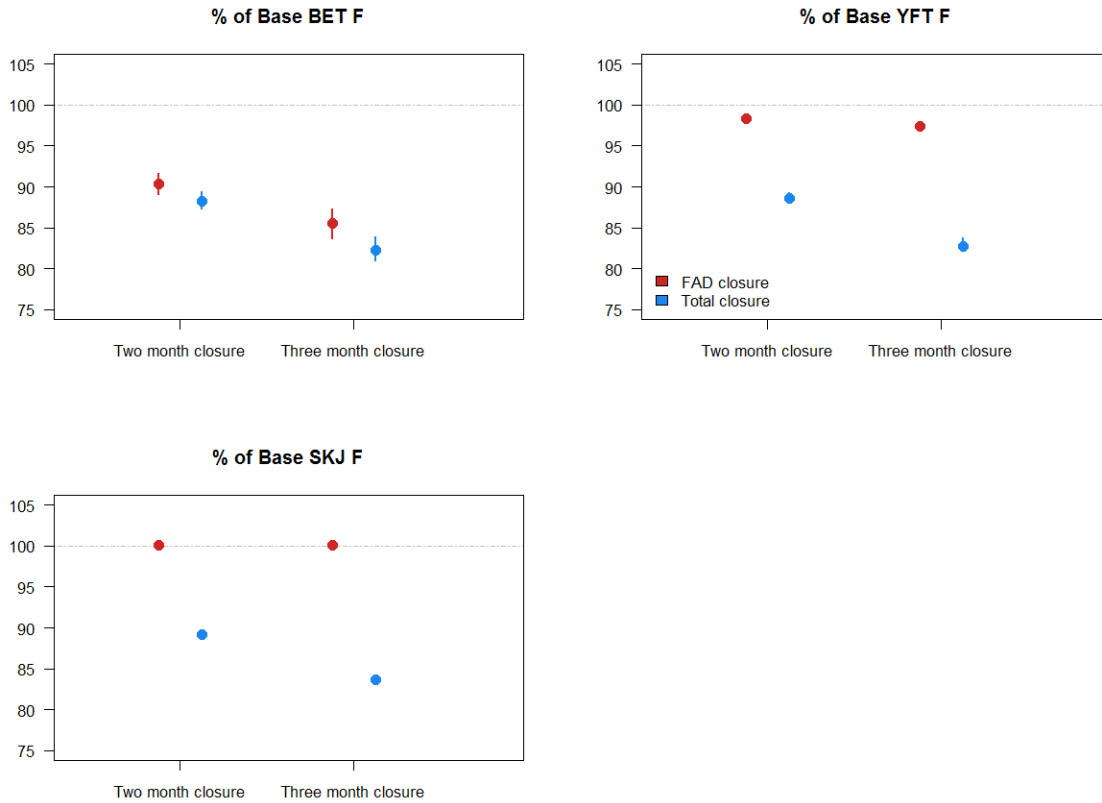 % of Base BET F
105
100
95
90
85
80
75
Two month closure
Three month closure
% of Base YFT F
105
100
95
90
85
80
75
FAD closure
Total closure
Two month closure
Three month closure
% of Base SKJ F
105
100
95
90
85
80
75
Two month closure
Three month closure